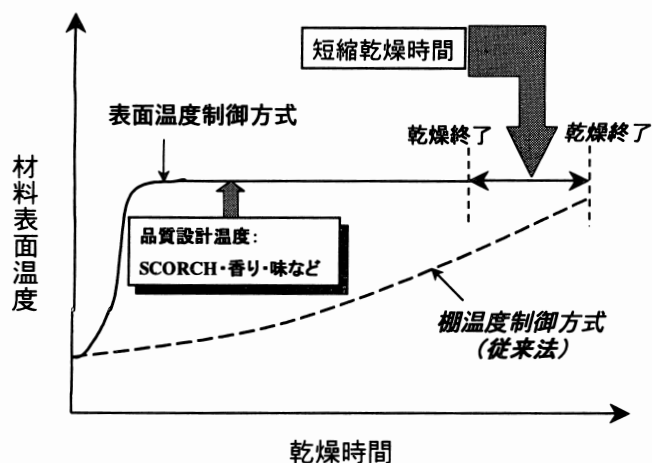 短縮乾燥時間
表面温度制御方式
乾燥終了
乾燥終了
材料表面温度
品質設計温度：
SCORCH・香り・味など
棚温度制御方式
（従来法）
乾燥時間